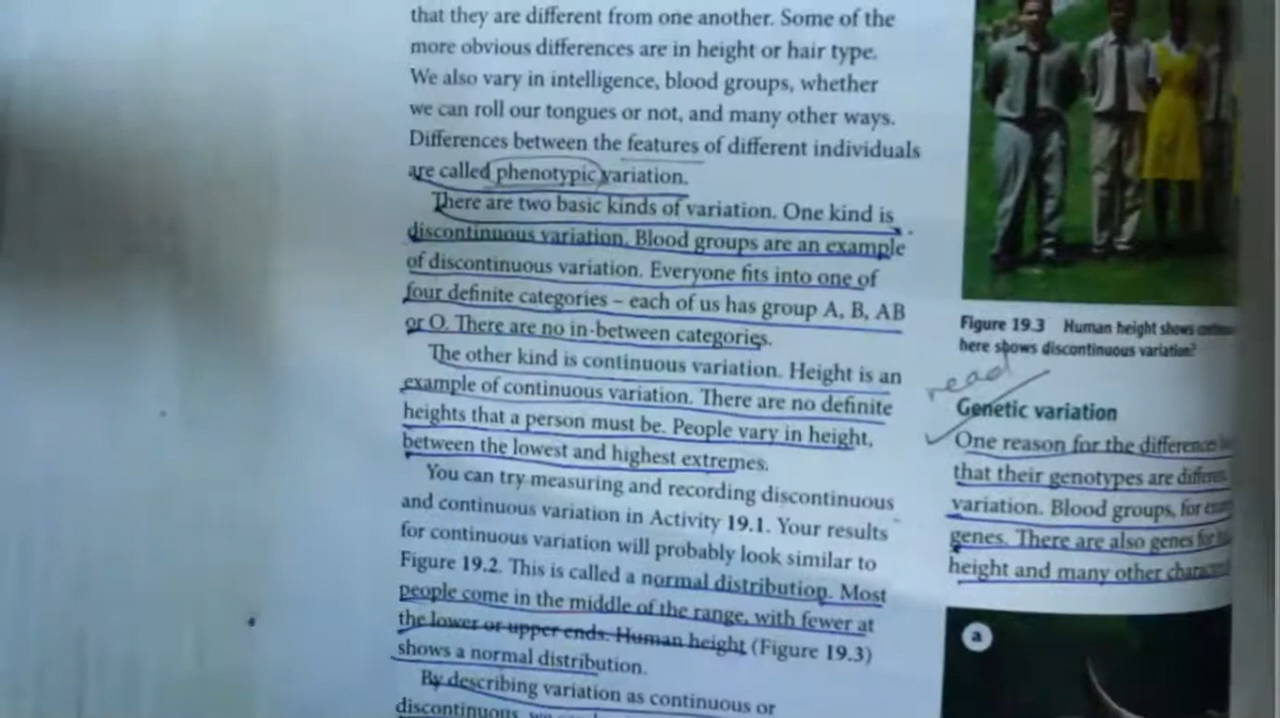 that they are different from one another. Some of the
more obvious differences are in height or hair type.
We also vary in intelligence, blood groups, whether
we can roll our tongues or not, and many other ways.
Differences between the features of different individuals
are called phenotypic variation.
There are two basic kinds of variation. One kind is
discontinuous variation. Blood groups are an example
of discontinuous variation. Everyone fits into one of
four definite categories – each of us has group A, B, AB
or O. There are no in-between categories.
The other kind is continuous variation. Height is an
example of continuous variation. There are no definite
heights that a person must be. People vary in height,
between the lowest and highest extremes.
You can try measuring and recording discontinuous
and continuous variation in Activity 19.1. Your results
for continuous variation will probably look similar to
Figure 19.2. This is called a normal distribution. Most
people come in the middle of the range, with fewer at
the lower or upper ends. Human height (Figure 19.3)
shows a normal distribution.
By describing variation as continuous or
discontinuous,
Figure 19.3 Human height shows
here shows discontinuous variation?
read
Genetic variation
One reason for the difference
that their genotypes are
variation. Blood groups, for
genes. There are also genes for
height and many other
a